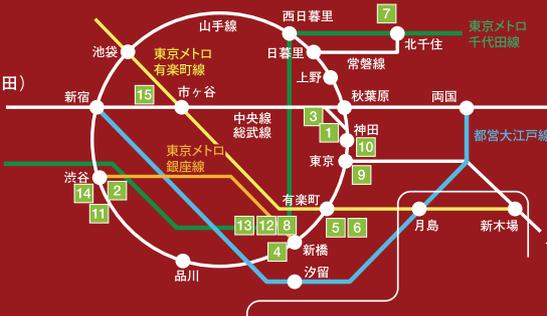 7
西日暮里
東京メトロ
千代田線
山手線
北千住
池袋
東京メトロ
有楽町線
日暮里
常磐線
上野
田）
新宿
15
市ヶ谷
秋葉原
両国
中央線
総武線
3
1
神田
10
都営大江戸線
東京メトロ
銀座線
東京
9
渋谷
14
2
11
有楽町
13
12
8
5
6
月島
新木場
4
新橋
品川
汐留